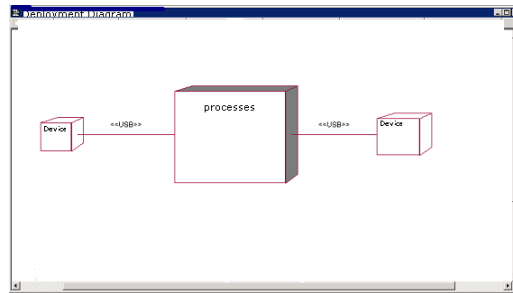 Deployment Diagram
processes
Device
«USB»
«USB»
Device